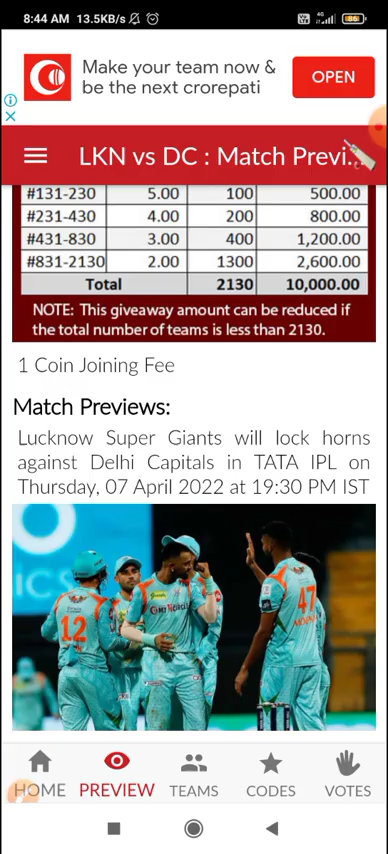 8:44 AM 13.5KB/s
4G
86
Make your team now &
be the next crorepati
OPEN
LKN vs DC : Match Previ...
#131-230 5.00 100 500.00
#231-430 4.00 200 800.00
#431-830 3.00 400 1,200.00
#831-2130 2.00 1300 2,600.00
Total 2130 10,000.00
NOTE: This giveaway amount can be reduced if
the total number of teams is less than 2130.
1 Coin Joining Fee
Match Previews:
Lucknow Super Giants will lock horns
against Delhi Capitals in TATA IPL on
Thursday, 07 April 2022 at 19:30 PM IST
ICS
12
47
HOME PREVIEW TEAMS CODES VOTES